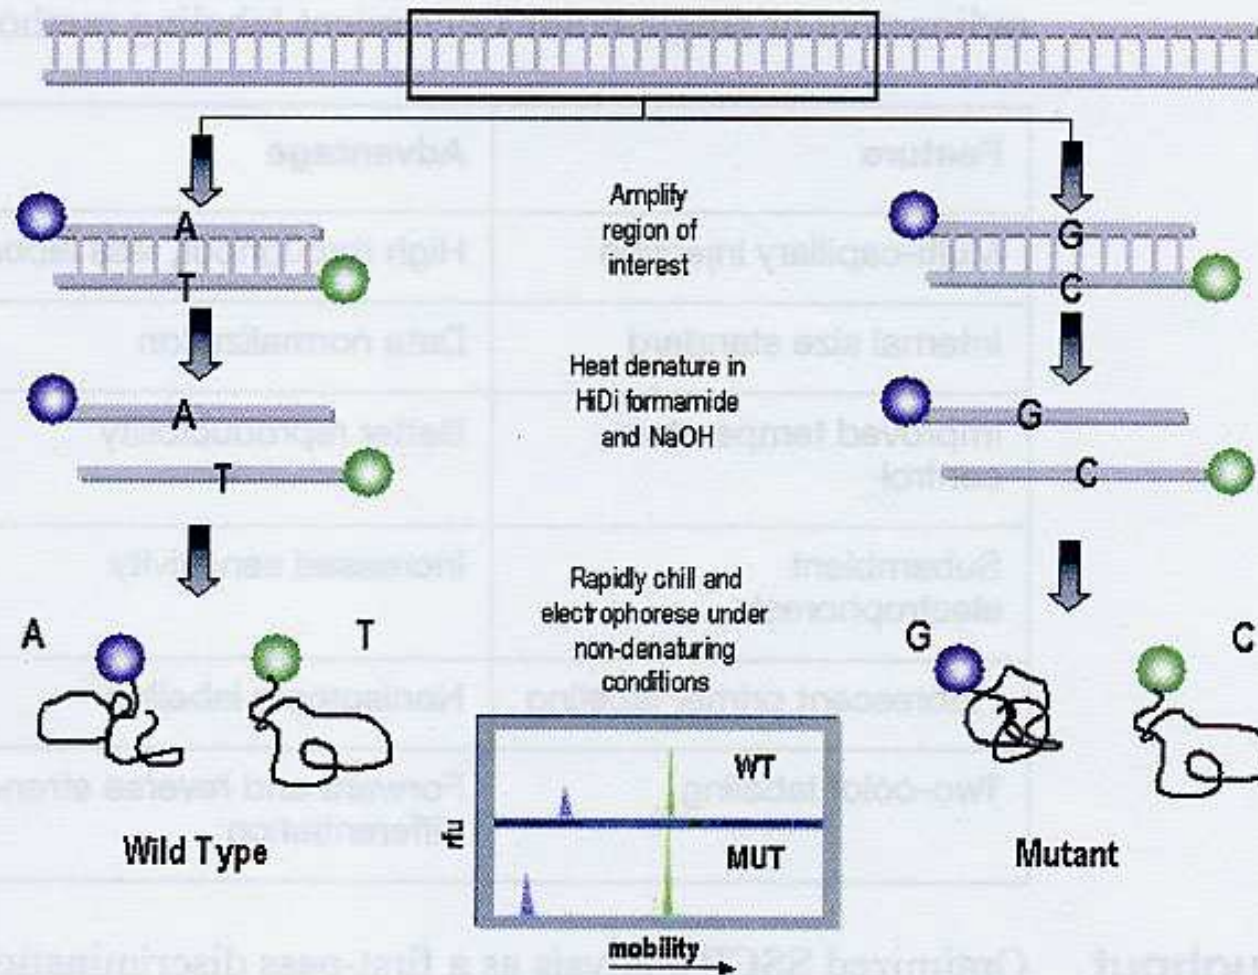 Amplify
region of
interest
A
T
G
C
Heat denature in
HiDi formamide
and NaOH
A
T
G
C
Rapidly chill and
electrophorese under
non-denaturing
conditions
A
T
G
C
WT
MUT
rfu
mobility
Wild Type
Mutant